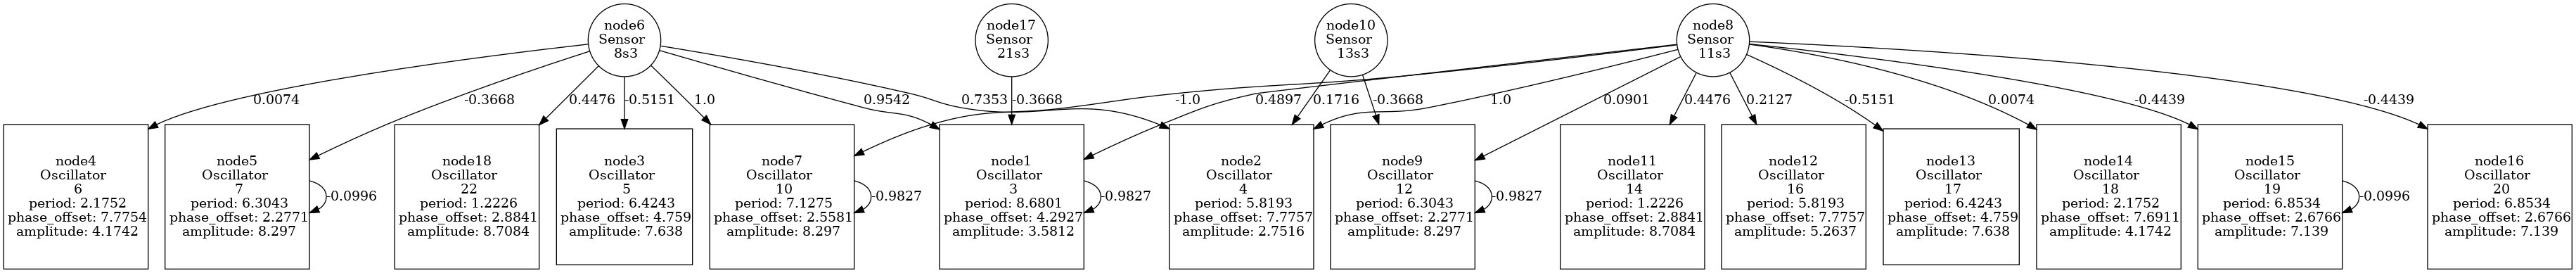 node6
Sensor
8s3
node17
Sensor
21s3
node10
Sensor
13s3
node8
Sensor
11s3
0.0074
-0.3668
0.4476
-0.5151
1.0
0.9542
0.7353
-0.3668
-1.0
0.4897
0.1716
-0.3668
1.0
0.0901
0.4476
0.2127
-0.5151
0.0074
-0.4439
-0.4439
node4
Oscillator
6
period: 2.1752
phase_offset: 7.7754
amplitude: 4.1742
node5
Oscillator
7
period: 6.3043
phase_offset: 2.2771
amplitude: 8.297
-0.0996
node18
Oscillator
22
period: 1.2226
phase_offset: 2.8841
amplitude: 8.7084
node3
Oscillator
5
period: 6.4243
phase_offset: 4.759
amplitude: 7.638
node7
Oscillator
10
period: 7.1275
phase_offset: 2.5581
amplitude: 8.297
-0.9827
node1
Oscillator
3
period: 8.6801
phase_offset: 4.2927
amplitude: 3.5812
-0.9827
node2
Oscillator
4
period: 5.8193
phase_offset: 7.7757
amplitude: 2.7516
node9
Oscillator
12
period: 6.3043
phase_offset: 2.2771
amplitude: 8.297
-0.9827
node11
Oscillator
14
period: 1.2226
phase_offset: 2.8841
amplitude: 8.7084
node12
Oscillator
16
period: 5.8193
phase_offset: 7.7757
amplitude: 5.2637
node13
Oscillator
17
period: 6.4243
phase_offset: 4.759
amplitude: 7.638
node14
Oscillator
18
period: 2.1752
phase_offset: 7.6911
amplitude: 4.1742
node15
Oscillator
19
period: 6.8534
phase_offset: 2.6766
amplitude: 7.139
-0.0996
node16
Oscillator
20
period: 6.8534
phase_offset: 2.6766
amplitude: 7.139